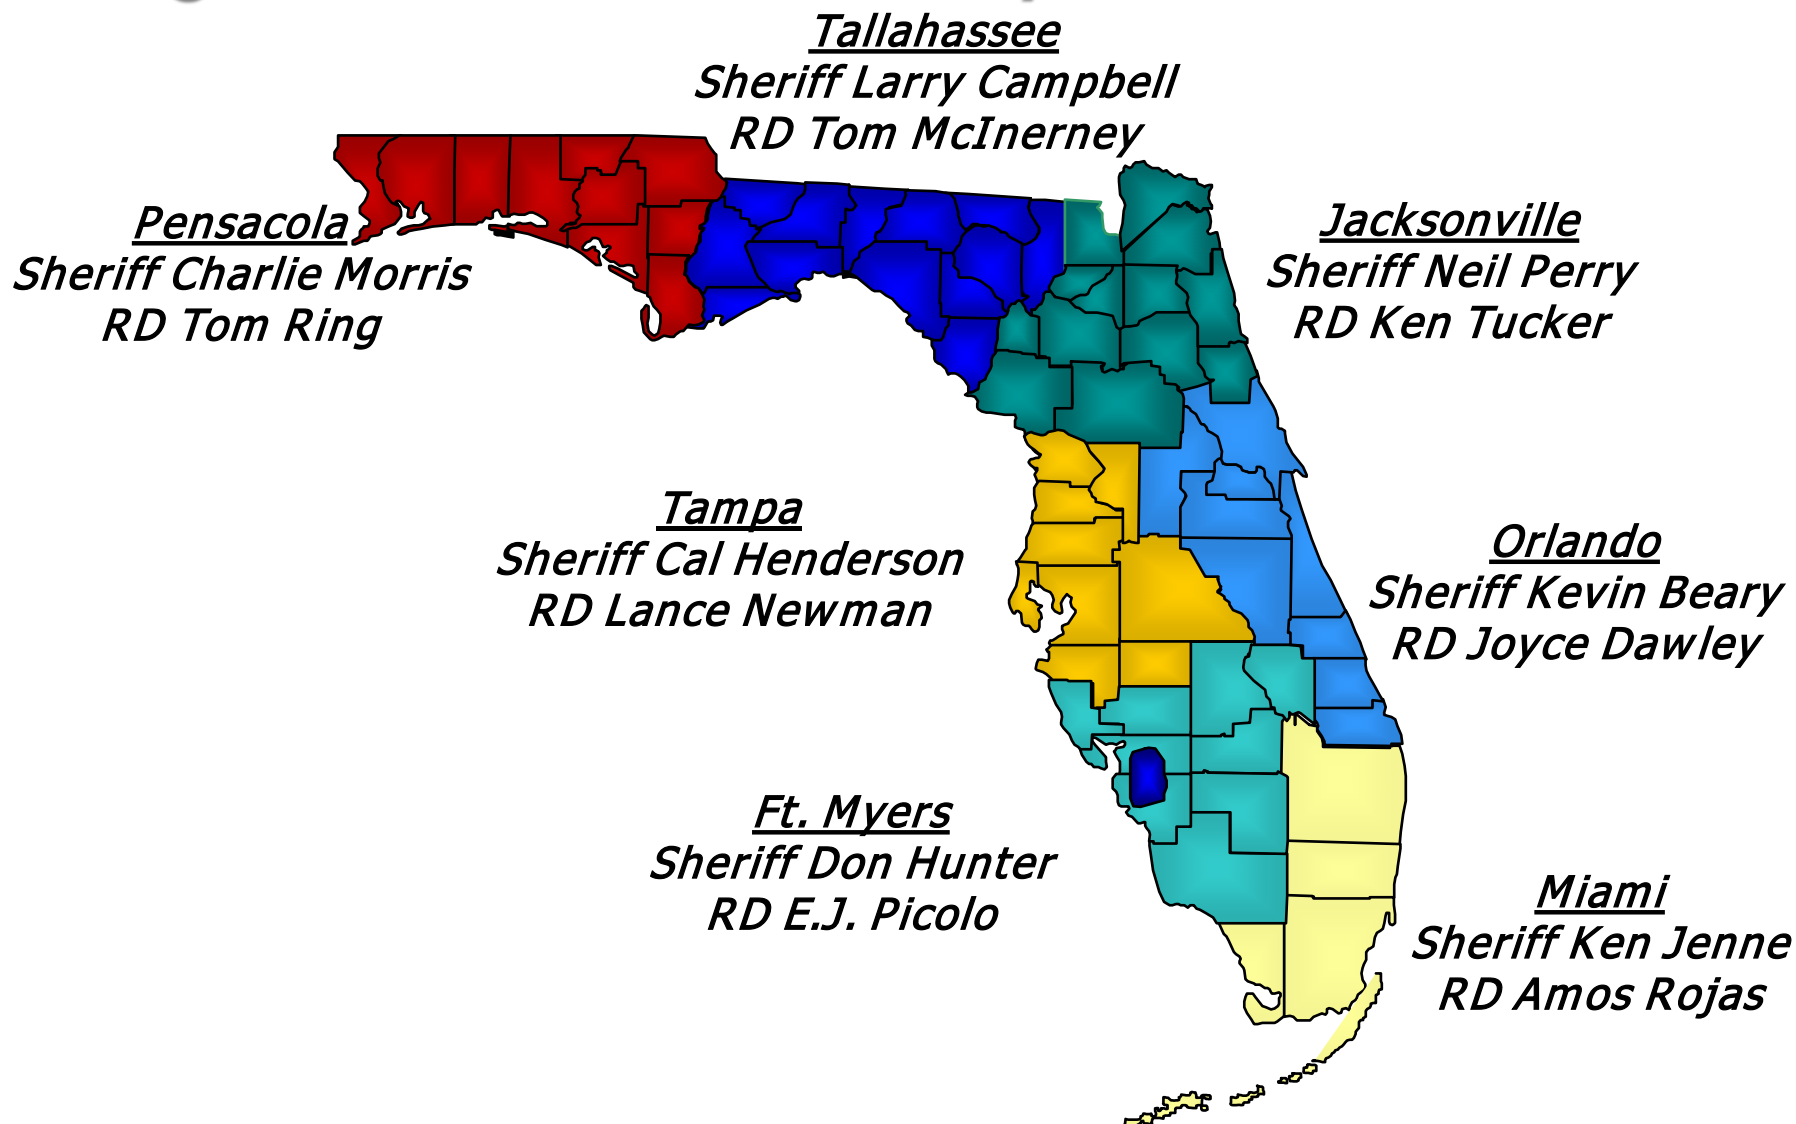 Tallahassee
Sheriff Larry Campbell
RD Tom McInerney
Pensacola
Sheriff Charlie Morris
RD Tom Ring
Jacksonville
Sheriff Neil Perry
RD Ken Tucker
Tampa
Sheriff Cal Henderson
RD Lance Newman
Orlando
Sheriff Kevin Beary
RD Joyce Dawley
Ft. Myers
Sheriff Don Hunter
RD E.J. Picolo
Miami
Sheriff Ken Jenne
RD Amos Rojas